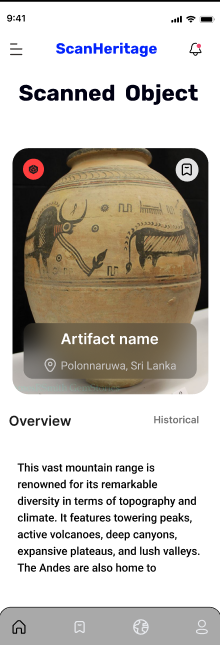 9:41
ScanHeritage
Scanned Object
Artifact name
Polonnaruwa, Sri Lanka
Overview
Historical
This vast mountain range is
renowned for its remarkable
diversity in terms of topography and
climate. It features towering peaks,
active volcanoes, deep canyons,
expansive plateaus, and lush valleys.
The Andes are also home to